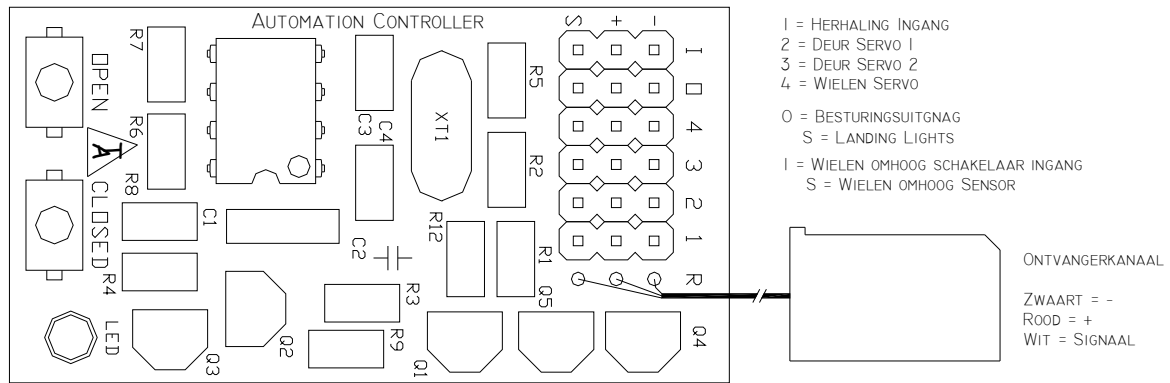 AUTOMATION CONTROLLER
S + -
R7
OPEN
R6
A
R8
CLOSED
R4
LED
C1
C2
C3
C4
XT1
R5
R2
R12
R1
R3
R9
Q3
Q2
Q1
Q5
Q4
I
O
4
3
2
1
R
I = HERHALING INGANG
2 = DEUR SERVO I
3 = DEUR SERVO 2
4 = WIELEN SERVO
O = BESTURINGSUITGNAG
S = LANDING LIGHTS
I = WIELEN OMHOOG SCHAKELAAR INGANG
S = WIELEN OMHOOG SENSOR
ONTVANGERKANAAL
ZWAART = -
ROOD = +
WIT = SIGNAAL